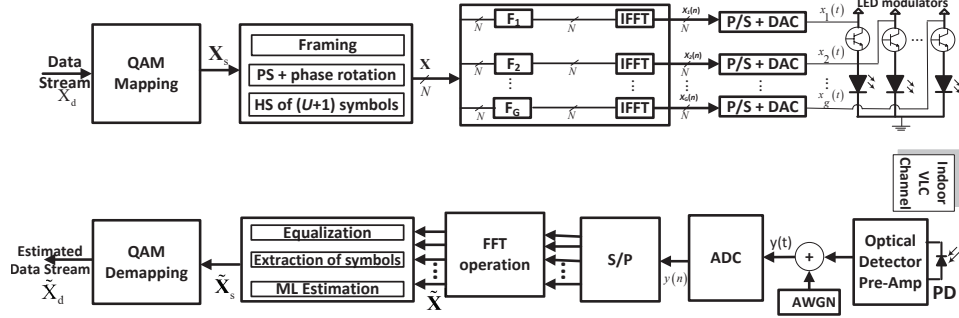 Data
Stream
X_d
QAM
Mapping
X_s
Framing
PS + phase rotation
HS of (U+1) symbols
X
N
N F_1 N IFFT X_1(n) N P/S + DAC x_1(t)
N F_2 N IFFT X_2(n) N P/S + DAC x_2(t)
N F_G N IFFT X_G(n) N P/S + DAC x_g(t)
LED modulators
Indoor
VLC
Channel
Estimated
Data Stream
X̃_d
QAM
Demapping
X̃_s
Equalization
Extraction of symbols
ML Estimation
X̃
FFT
operation
S/P
y(n)
ADC
y(t)
+
AWGN
Optical
Detector
Pre-Amp
PD